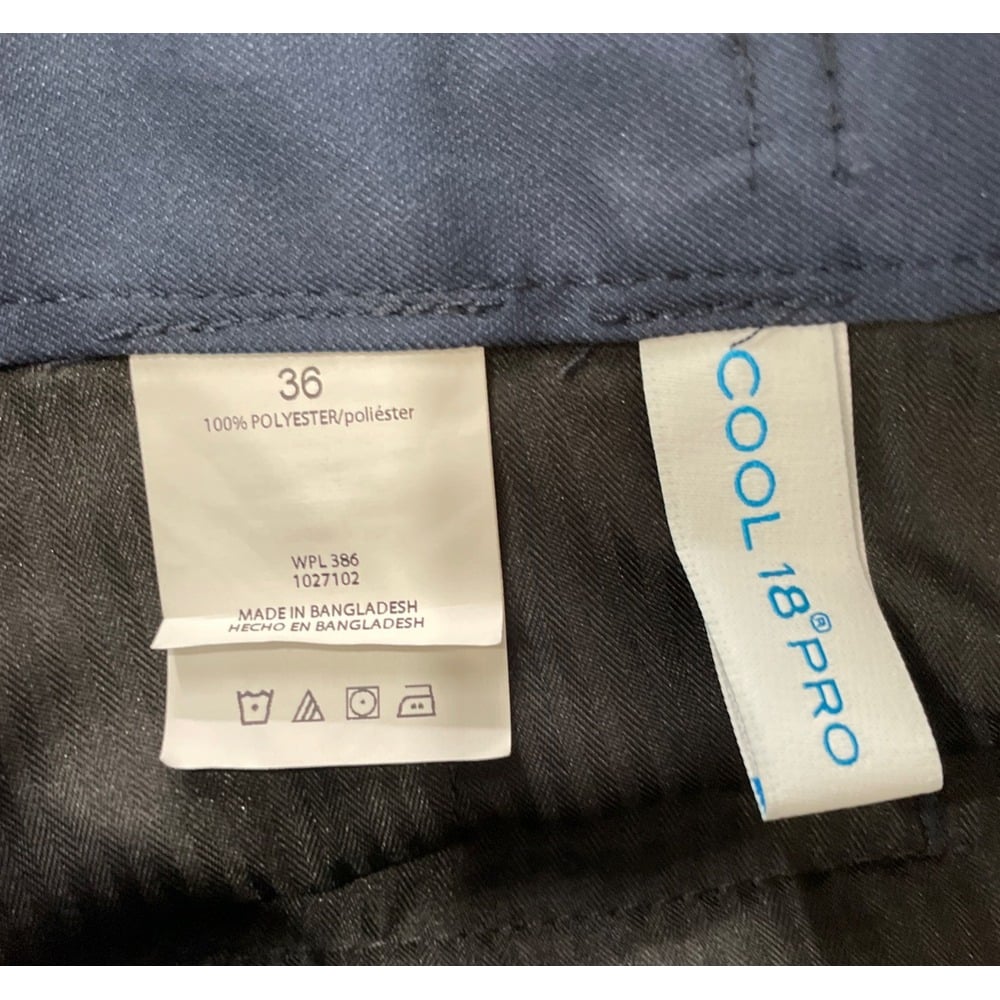 36
100% POLYESTER/poliéster
WPL 386
1027102
MADE IN BANGLADESH
HECHO EN BANGLADESH
COOL 18® PRO